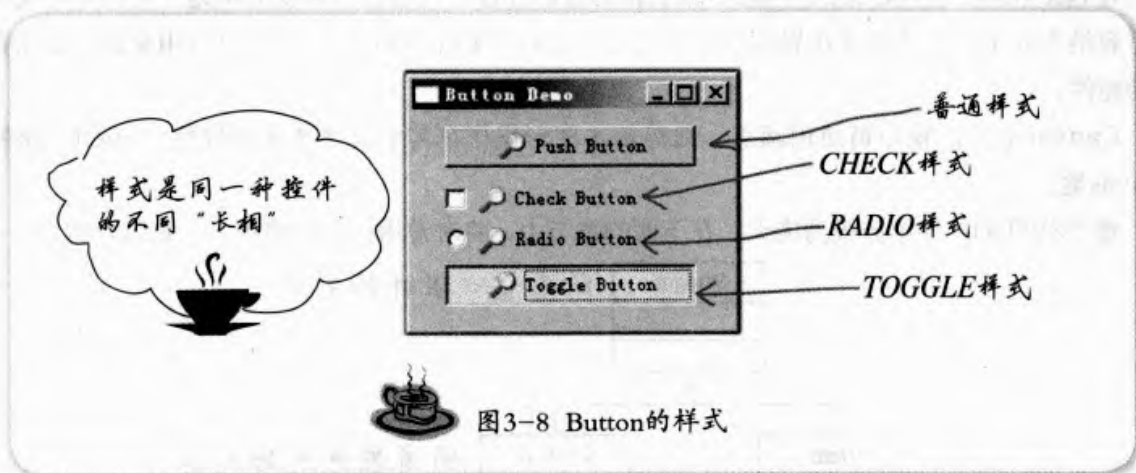 样式是同一种控件
的不同“长相”
Button Demo
Push Button
Check Button
Radio Button
Toggle Button
普通样式
CHECK样式
RADIO样式
TOGGLE样式
图3-8 Button的样式